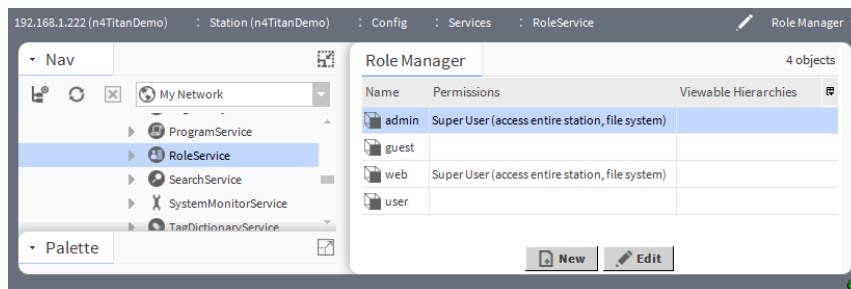 192.168.1.222 (n4TitanDemo) : Station (n4TitanDemo) : Config : Services : RoleService Role Manager
Nav
My Network
ProgramService
RoleService
SearchService
SystemMonitorService
TagDictionaryService
Palette
Role Manager 4 objects
Name Permissions Viewable Hierarchies
admin Super User (access entire station, file system)
guest
web Super User (access entire station, file system)
user
New Edit